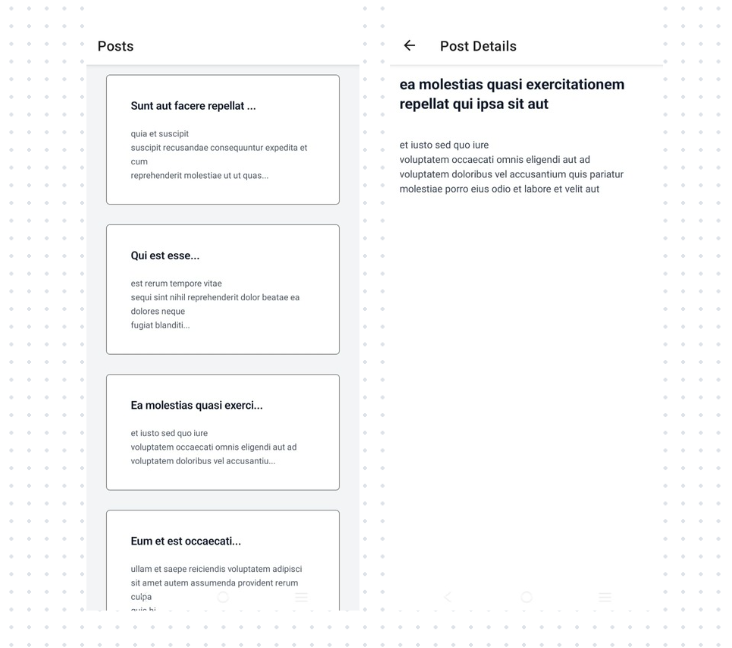 Posts
Sunt aut facere repellat ...
quia et suscipit
suscipit recusandae consequuntur expedita et
cum
reprehenderit molestiae ut ut quas...
Qui est esse...
est rerum tempore vitae
sequi sint nihil reprehenderit dolor beatae ea
dolores neque
fugiat blanditi...
Ea molestias quasi exerci...
et iusto sed quo iure
voluptatem occaecati omnis eligendi aut ad
voluptatem doloribus vel accusantiu...
Eum et est occaecati...
ullam et saepe reiciendis voluptatem adipisci
sit amet autem assumenda provident rerum
culpa
Post Details
ea molestias quasi exercitationem
repellat qui ipsa sit aut
et iusto sed quo iure
voluptatem occaecati omnis eligendi aut ad
voluptatem doloribus vel accusantium quis pariatur
molestiae porro eius odio et labore et velit aut